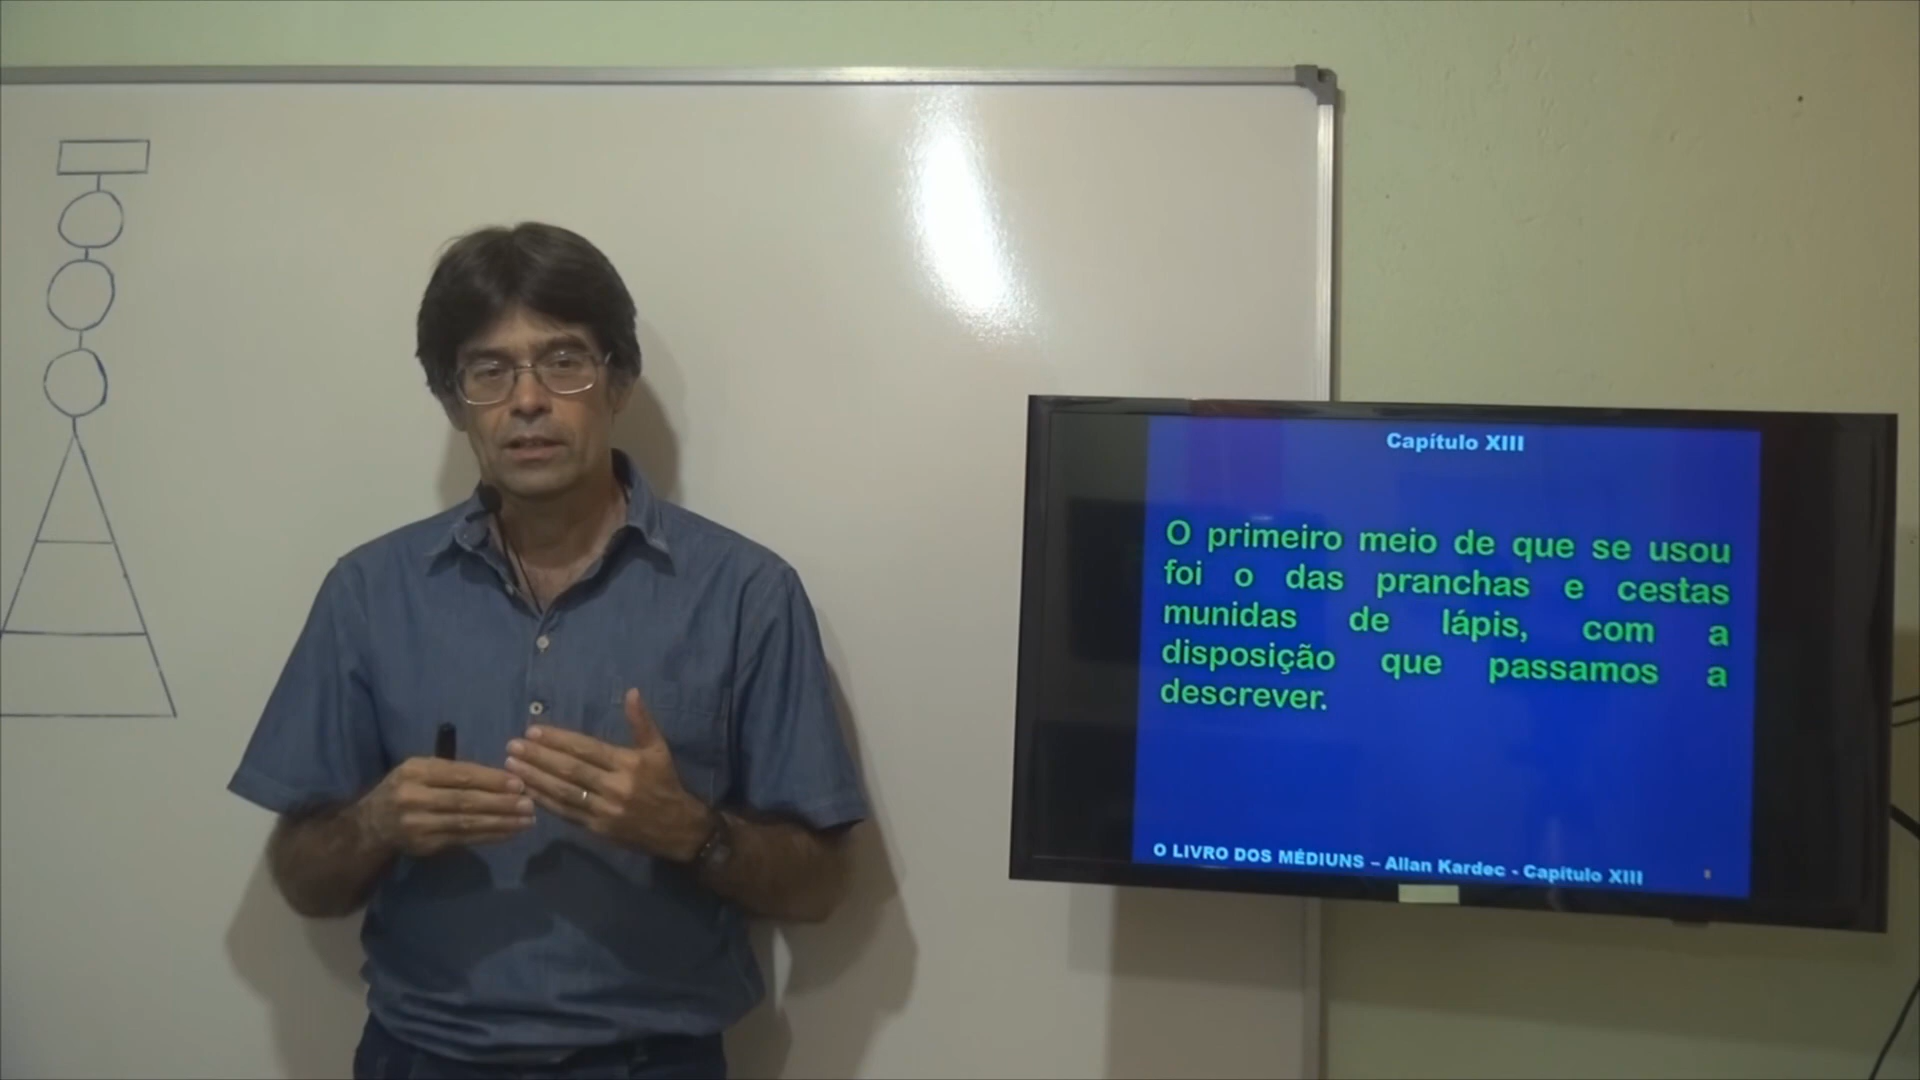 Capítulo XIII
O primeiro meio de que se usou
foi o das pranchas e cestas
munidas de lápis, com a
disposição que passamos a
descrever.
O LIVRO DOS MÉDIUNS – Allan Kardec - Capítulo XIII